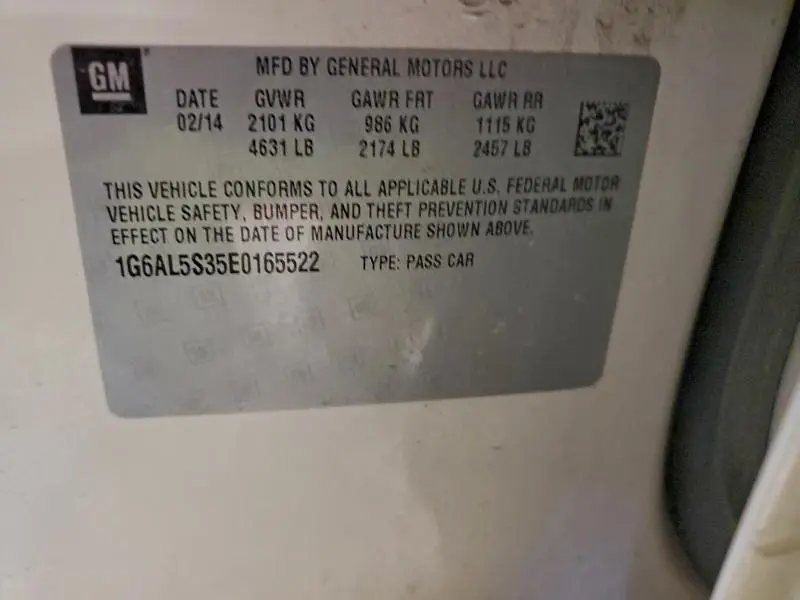 GM
MFD BY GENERAL MOTORS LLC
DATE GVWR GAWR FRT GAWR RR
02/14 2101 KG 986 KG 1115 KG
4631 LB 2174 LB 2457 LB
THIS VEHICLE CONFORMS TO ALL APPLICABLE U.S. FEDERAL MOTOR
VEHICLE SAFETY, BUMPER, AND THEFT PREVENTION STANDARDS IN
EFFECT ON THE DATE OF MANUFACTURE SHOWN ABOVE.
1G6AL5S35E0165522 TYPE: PASS CAR